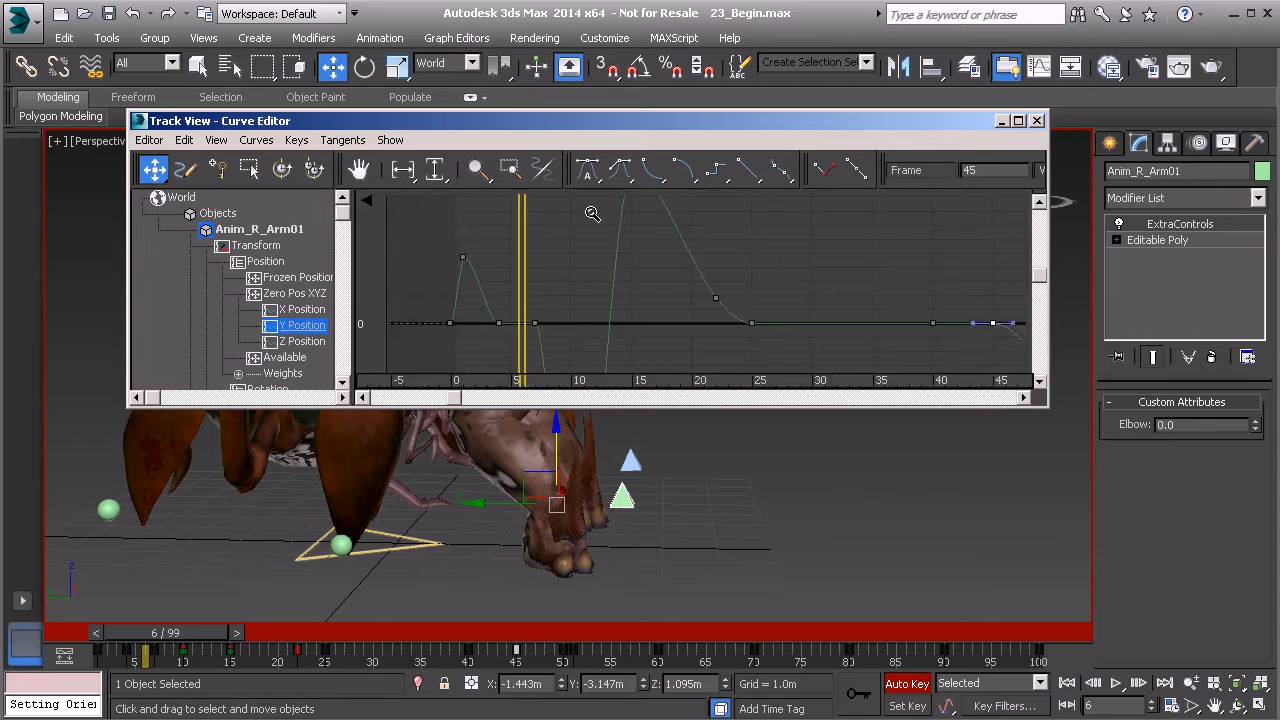 Workspace: Default
Autodesk 3ds Max 2014 x64 - Not for Resale 23_Begin.max
Type a keyword or phrase
Edit Tools Group Views Create Modifiers Animation Graph Editors Rendering Customize MAXScript Help
All
World
Create Selection Se
Modeling Freeform Selection Object Paint Populate
Polygon Modeling
Track View - Curve Editor
[+] [Perspectiv
Editor Edit View Curves Keys Tangents Show
Frame 45 V
World
Objects
Anim_R_Arm01
Transform
Position
Frozen Position
Zero Pos XYZ
X Position
Y Position
Z Position
Available
Weights
Rotation
0
-5 0 5 10 15 20 25 30 35 40 45
Anim_R_Arm01
Modifier List
ExtraControls
Editable Poly
- Custom Attributes
Elbow: 0.0
z
6 / 99
5 10 15 20 25 30 35 40 45 50 55 60 65 70 75 80 85 90 95 100
1 Object Selected
X: -1.443m Y: -3.147m Z: 1.095m Grid = 1.0m
Auto Key Selected
Setting Orie
Click and drag to select and move objects
Add Time Tag
Set Key Key Filters... 6